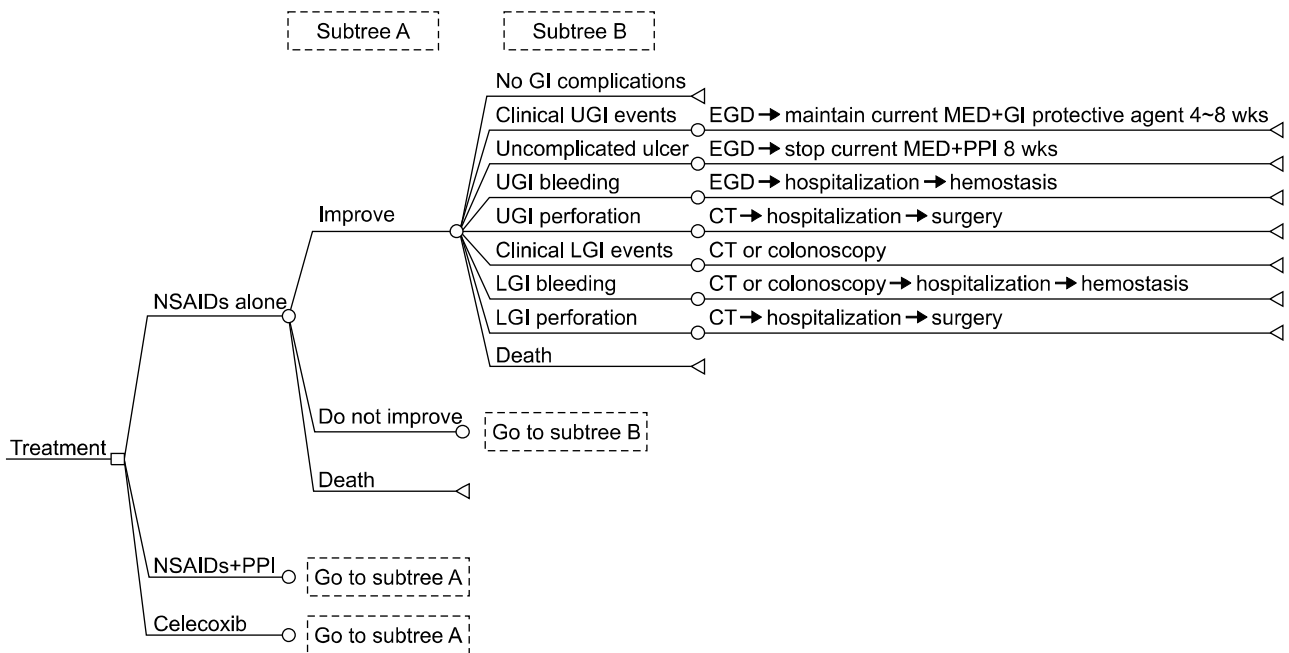 Subtree A
Subtree B
No GI complications
Clinical UGI events
EGD→maintain current MED+GI protective agent 4~8 wks
Uncomplicated ulcer
EGD→stop current MED+PPI 8 wks
UGI bleeding
EGD→hospitalization→hemostasis
Improve
UGI perforation
CT→hospitalization→surgery
Clinical LGI events
CT or colonoscopy
LGI bleeding
CT or colonoscopy→hospitalization→hemostasis
NSAIDs alone
LGI perforation
CT→hospitalization→surgery
Death
Do not improve
Go to subtree B
Treatment
Death
NSAIDs+PPI
Go to subtree A
Celecoxib
Go to subtree A